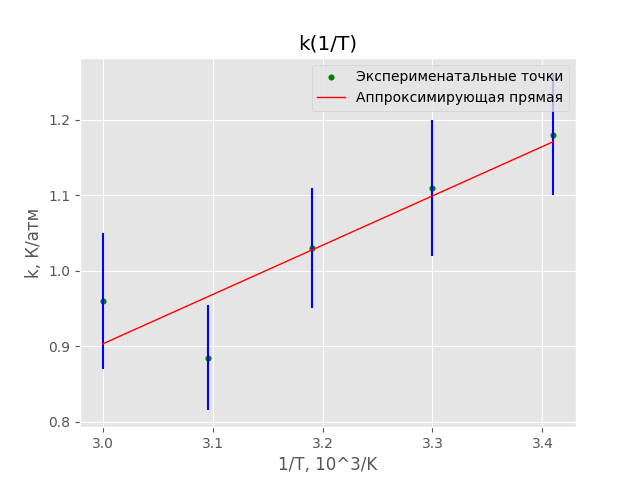 k(1/T)
Эксперименатальные точки
Аппроксимирующая прямая
1.2
1.1
1.0
0.9
0.8
k, К/атм
3.0 3.1 3.2 3.3 3.4
1/T, 10^3/K